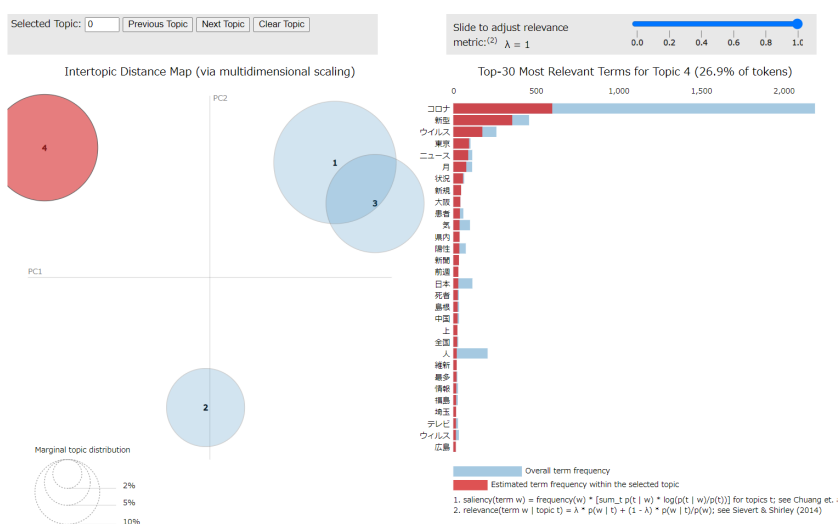 Selected Topic: 0 Previous Topic Next Topic Clear Topic
Slide to adjust relevance
metric:(2) λ = 1
0.0 0.2 0.4 0.6 0.8 1.0
Intertopic Distance Map (via multidimensional scaling)
PC2
PC1
4
1
3
2
Marginal topic distribution
2%
5%
10%
Top-30 Most Relevant Terms for Topic 4 (26.9% of tokens)
0 500 1,000 1,500 2,000
コロナ
新型
ウイルス
東京
ニュース
月
状況
新規
大阪
患者
気
県内
陽性
新聞
前週
日本
死者
島根
中国
上
全国
人
維新
最多
情報
福島
埼玉
テレビ
ウィルス
広島
Overall term frequency
Estimated term frequency within the selected topic
1. saliency(term w) = frequency(w) * [sum_t p(t | w) * log(p(t | w)/p(t))] for topics t; see Chuang et.
2. relevance(term w | topic t) = λ * p(w | t) + (1 - λ) * p(w | t)/p(w); see Sievert & Shirley (2014)